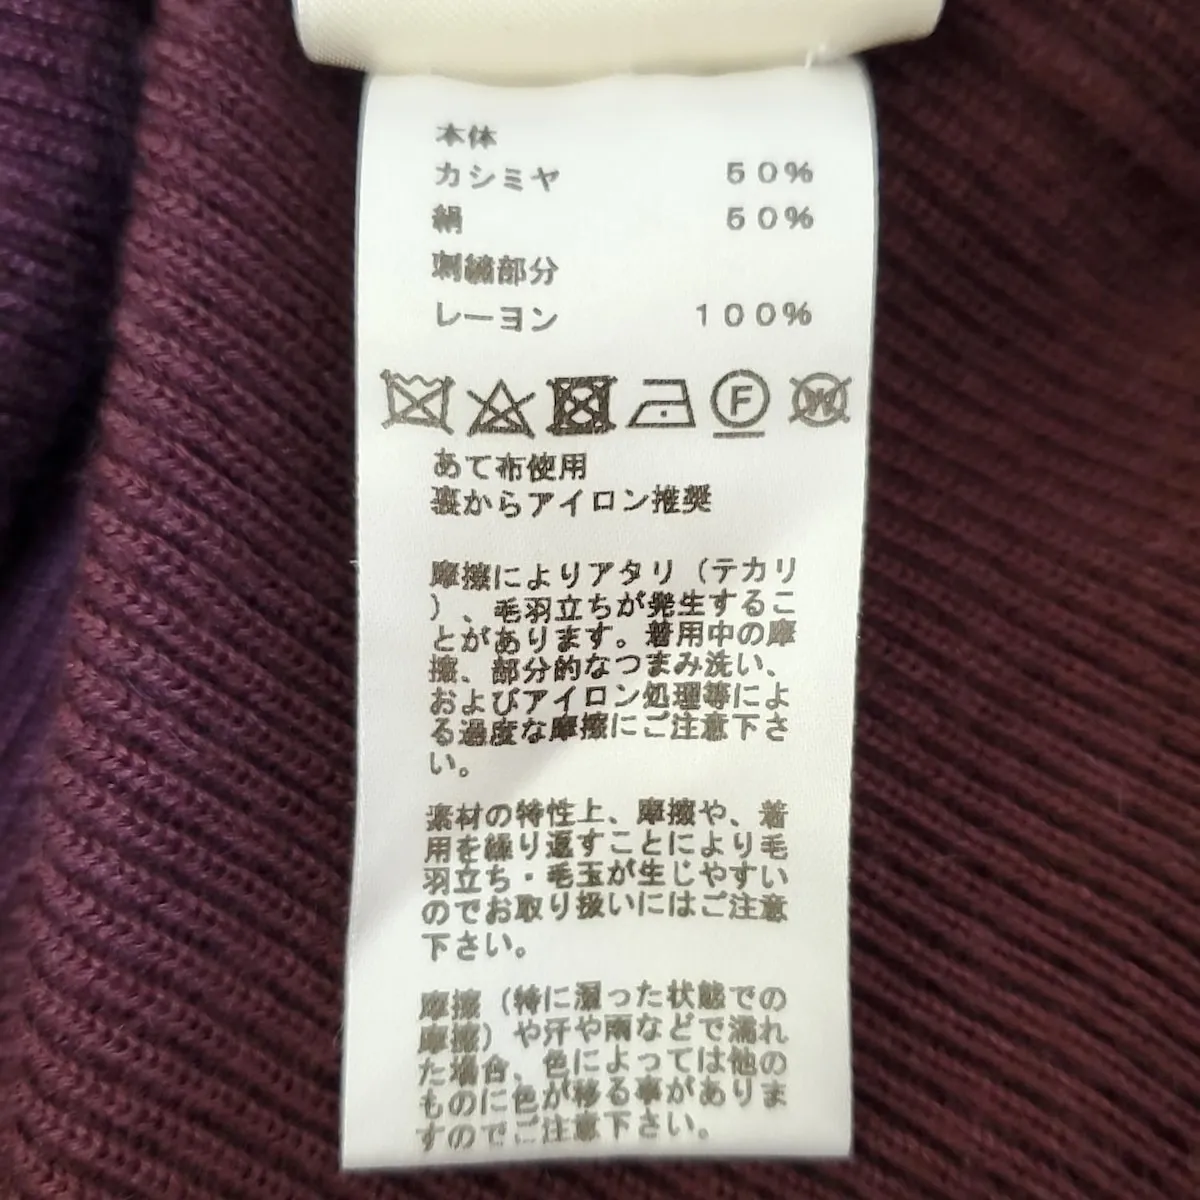 本体
カシミヤ 50%
絹 50%
刺繍部分
レーヨン 100%
F W
あて布使用
裏からアイロン推奨
摩擦によりアタリ（テカリ
）、毛羽立ちが発生するこ
とがあります。着用中の摩
擦、部分的なつまみ洗い、
およびアイロン処理等によ
る過度な摩擦にご注意下さ
い。
素材の特性上、摩擦や、着
用を繰り返すことにより毛
羽立ち・毛玉が生じやすい
のでお取り扱いにはご注意
下さい。
摩擦（特に湿った状態での
摩擦）や汗や雨などで濡れ
た場合、色によっては他の
ものに色が移る事がありま
すのでご注意下さい。